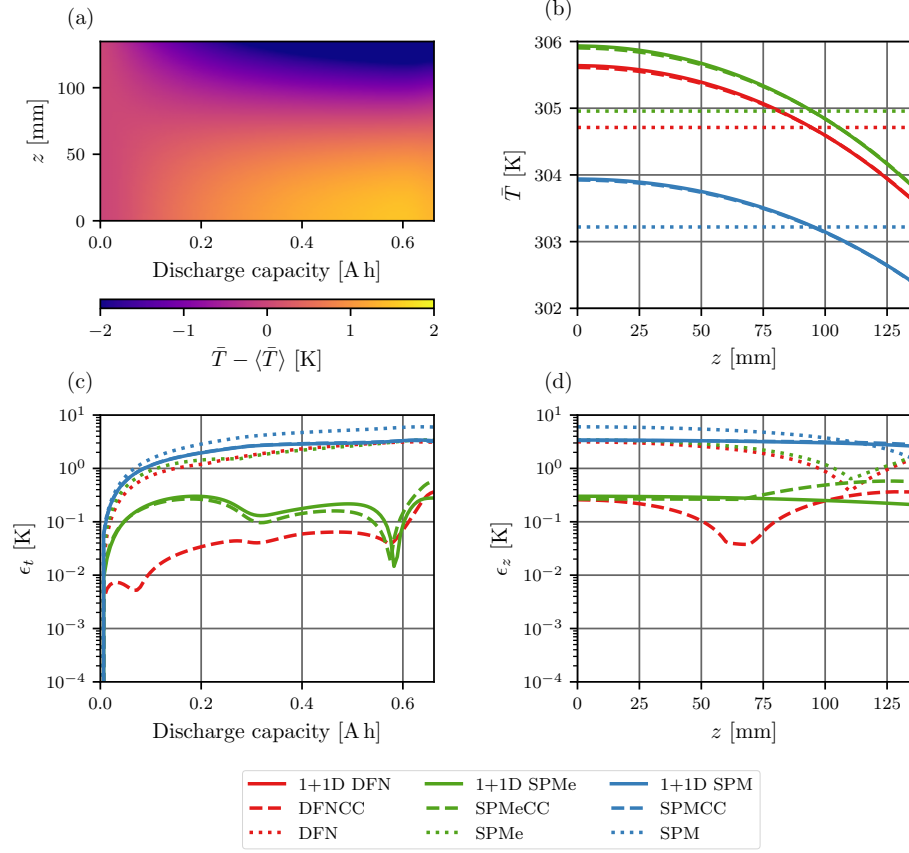 (a)
100
50
0
z [mm]
0.0 0.2 0.4 0.6
Discharge capacity [A h]
−2 −1 0 1 2
T̄ − ⟨T̄⟩ [K]
(b)
306
305
304
303
302
T̄ [K]
0 25 50 75 100 125
z [mm]
(c)
10¹
10⁰
10⁻¹
10⁻²
10⁻³
10⁻⁴
ϵₜ [K]
0.0 0.2 0.4 0.6
Discharge capacity [A h]
(d)
10¹
10⁰
10⁻¹
10⁻²
10⁻³
10⁻⁴
ϵ_z [K]
0 25 50 75 100 125
z [mm]
1+1D DFN 1+1D SPMe 1+1D SPM
DFNCC SPMeCC SPMCC
DFN SPMe SPM